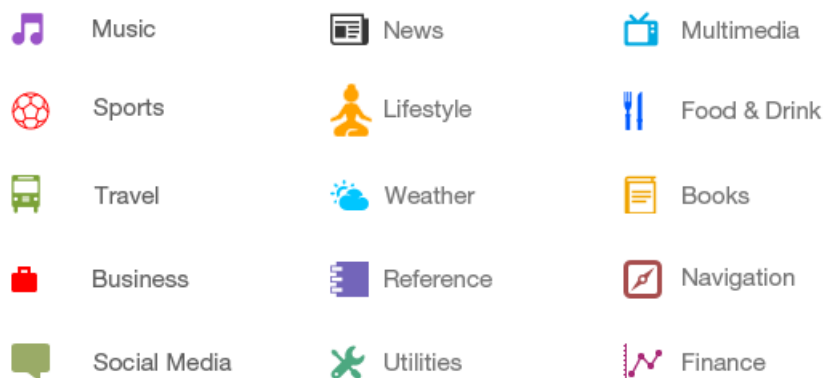 Music
News
Multimedia
Sports
Lifestyle
Food & Drink
Travel
Weather
Books
Business
Reference
Navigation
Social Media
Utilities
Finance